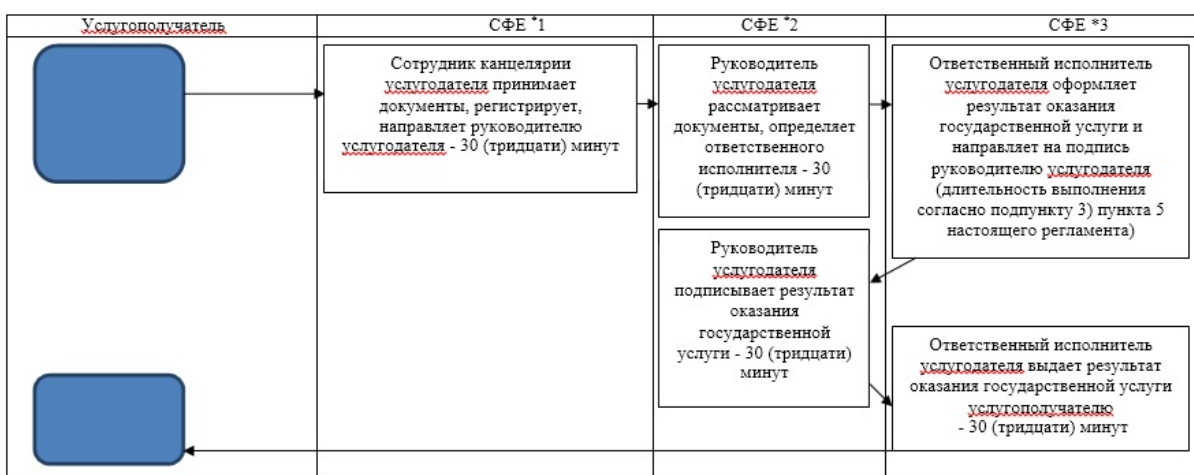 Услугополучатель
СФЕ *1
СФЕ *2
СФЕ *3
Сотрудник канцелярии
услугодателя принимает
документы, регистрирует,
направляет руководителю
услугодателя - 30 (тридцати) минут
Руководитель
услугодателя
рассматривает
документы, определяет
ответственного
исполнителя - 30
(тридцати) минут
Ответственный исполнитель
услугодателя оформляет
результат оказания
государственной услуги и
направляет на подпись
руководителю услугодателя
(длительность выполнения
согласно подпункту 3) пункта 5
настоящего регламента)
Руководитель
услугодателя
подписывает результат
оказания
государственной
услуги - 30 (тридцати)
минут
Ответственный исполнитель
услугодателя выдает результат
оказания государственной услуги
услугополучателю
- 30 (тридцати) минут